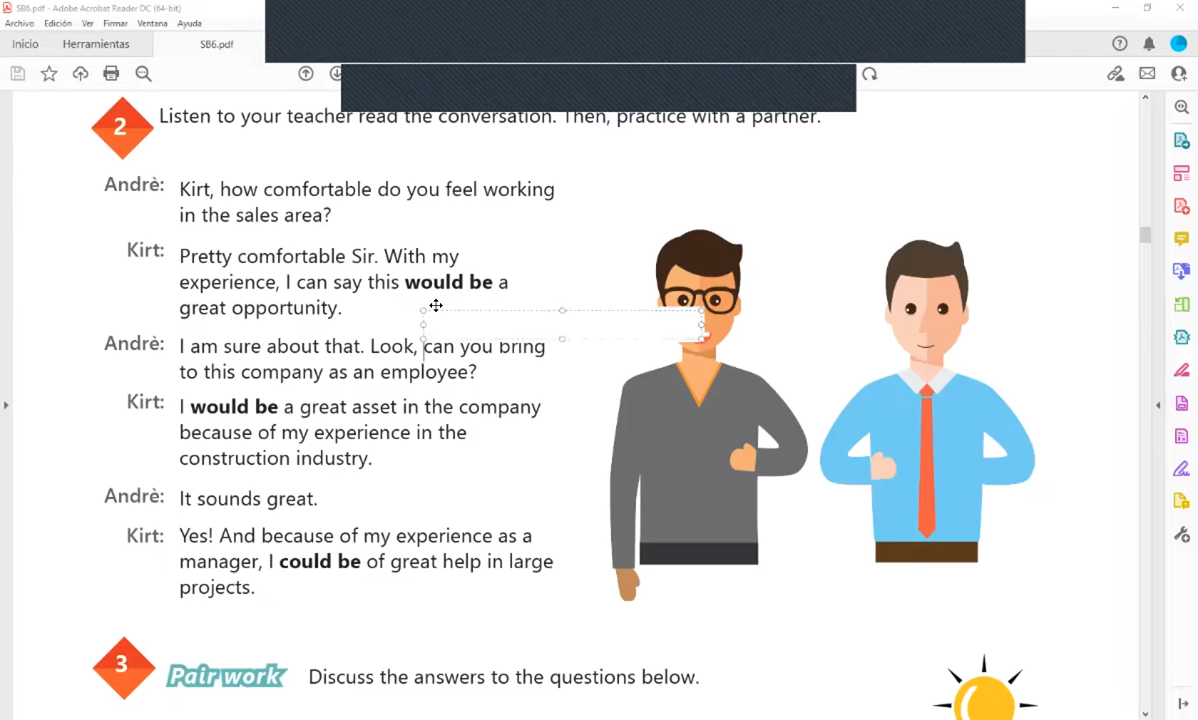 SB6.pdf - Adobe Acrobat Reader DC (64-bit)
Archivo Edición Ver Firmar Ventana Ayuda
Inicio Herramientas SB6.pdf
2 Listen to your teacher read the conversation. Then, practice with a partner.
Andrè: Kirt, how comfortable do you feel working
in the sales area?
Kirt: Pretty comfortable Sir. With my
experience, I can say this would be a
great opportunity.
Andrè: I am sure about that. Look, can you bring
to this company as an employee?
Kirt: I would be a great asset in the company
because of my experience in the
construction industry.
Andrè: It sounds great.
Kirt: Yes! And because of my experience as a
manager, I could be of great help in large
projects.
3 Pair work Discuss the answers to the questions below.